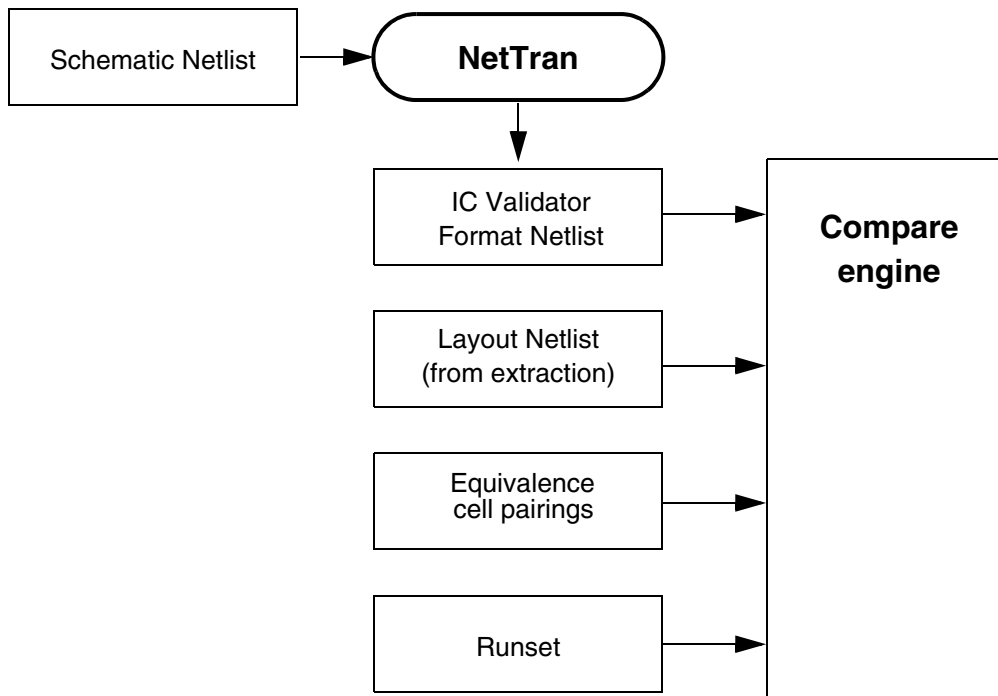 Schematic Netlist
NetTran
IC Validator
Format Netlist
Compare
engine
Layout Netlist
(from extraction)
Equivalence
cell pairings
Runset